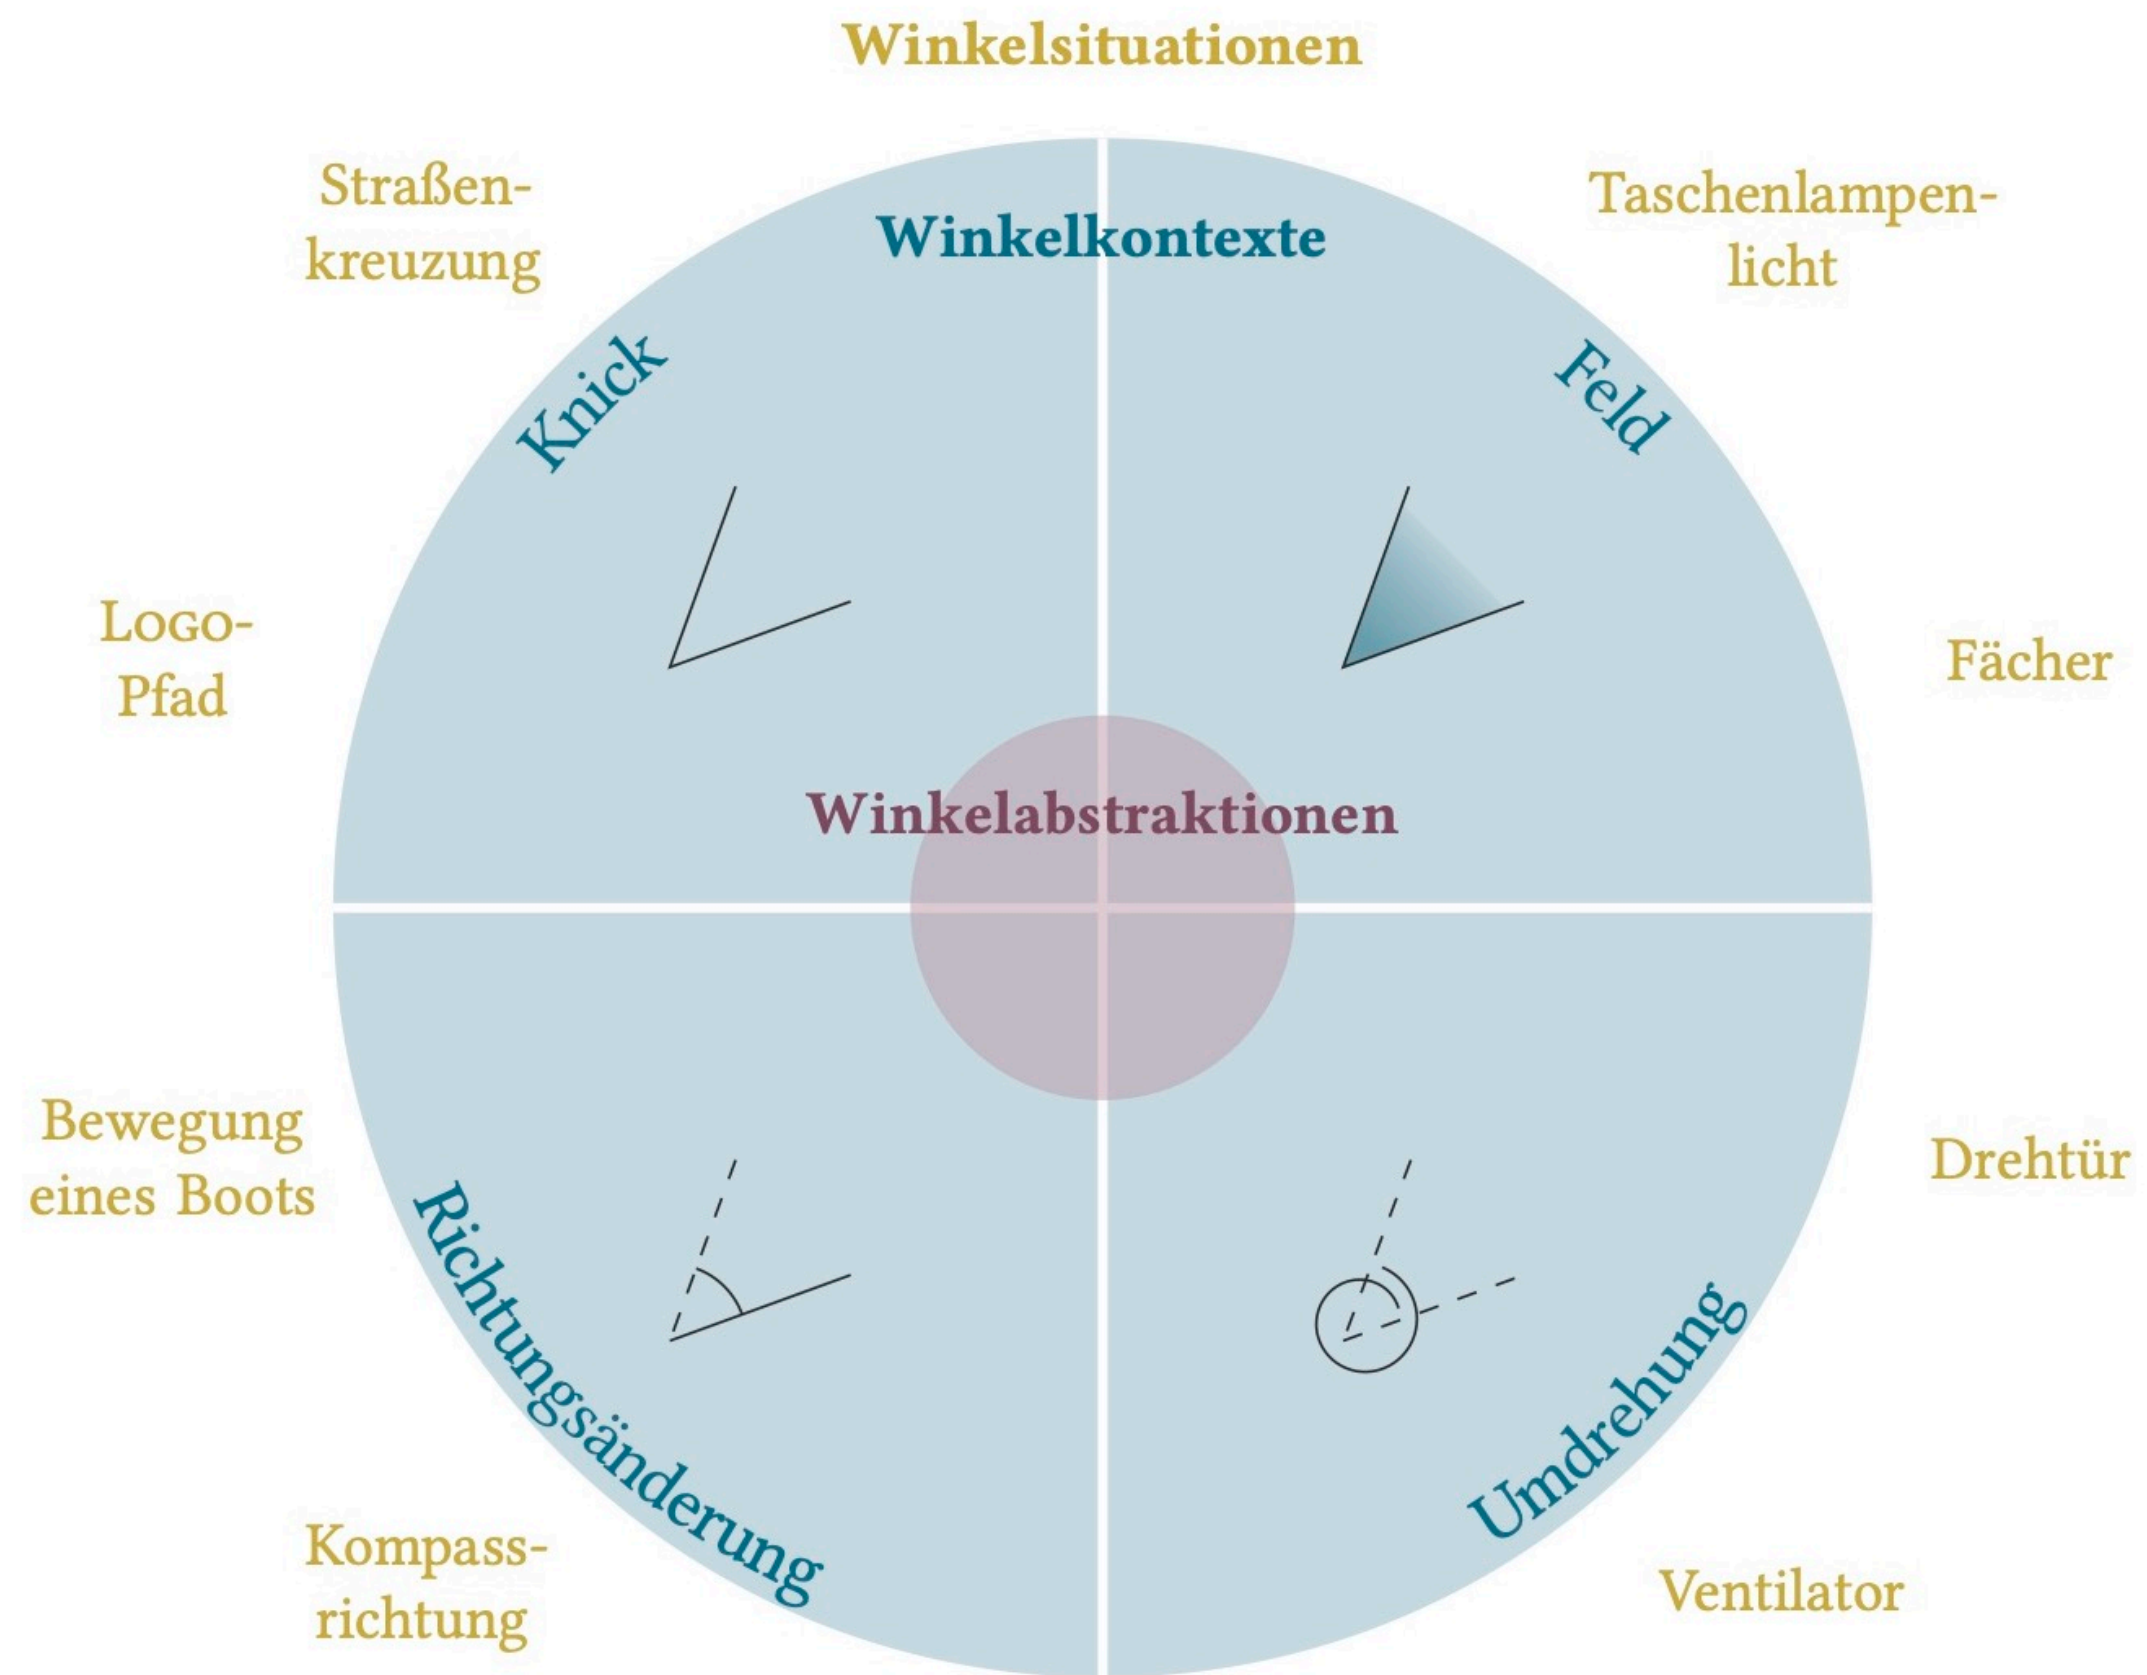 Winkelsituationen
Straßen-
kreuzung
Taschenlampen-
licht
Winkelkontexte
Knick
Feld
LOGO-
Pfad
Fächer
Winkelabstraktionen
Bewegung
eines Boots
Drehtür
Richtungsänderung
Umdrehung
Kompass-
richtung
Ventilator